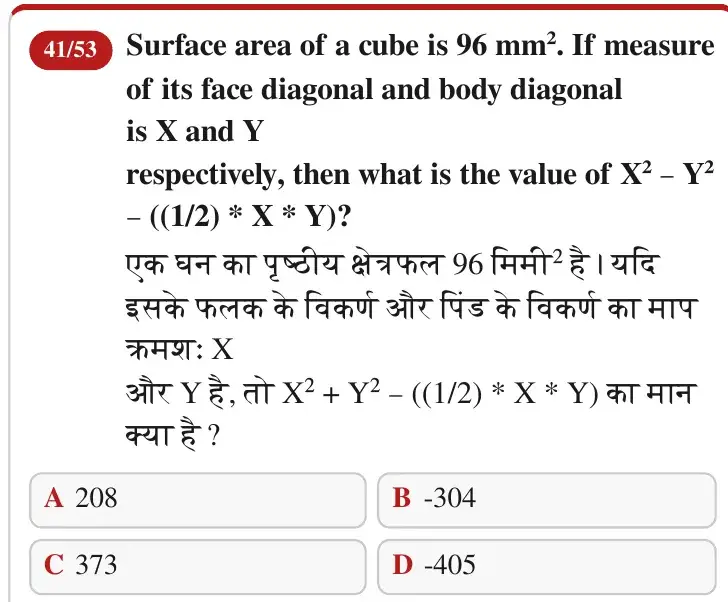 41/53 Surface area of a cube is 96 mm². If measure
of its face diagonal and body diagonal
is X and Y
respectively, then what is the value of X² – Y²
– ((1/2) * X * Y)?
एक घन का पृष्ठीय क्षेत्रफल 96 मिमी² है। यदि
इसके फलक के विकर्ण और पिंड के विकर्ण का माप
क्रमशः X
और Y है, तो X² + Y² – ((1/2) * X * Y) का मान
क्या है ?
A 208
B -304
C 373
D -405